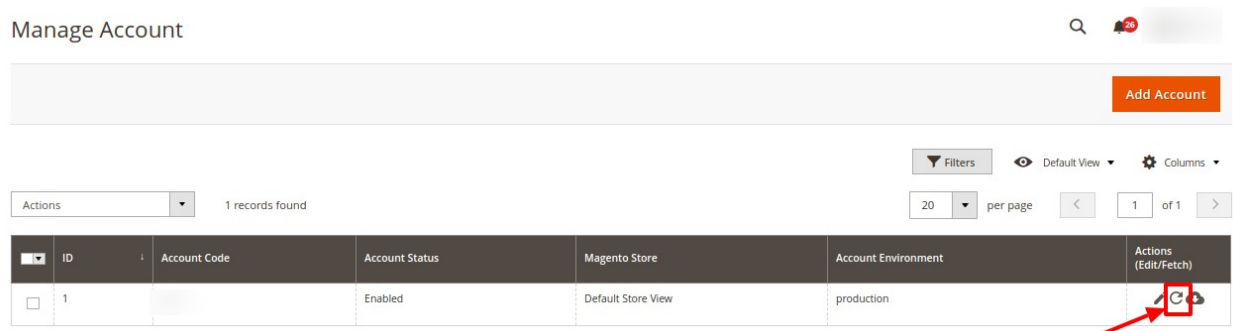 Manage Account
26
Add Account
Filters Default View Columns
Actions 1 records found 20 per page 1 of 1
ID Account Code Account Status Magento Store Account Environment Actions (Edit/Fetch)
1 Enabled Default Store View production